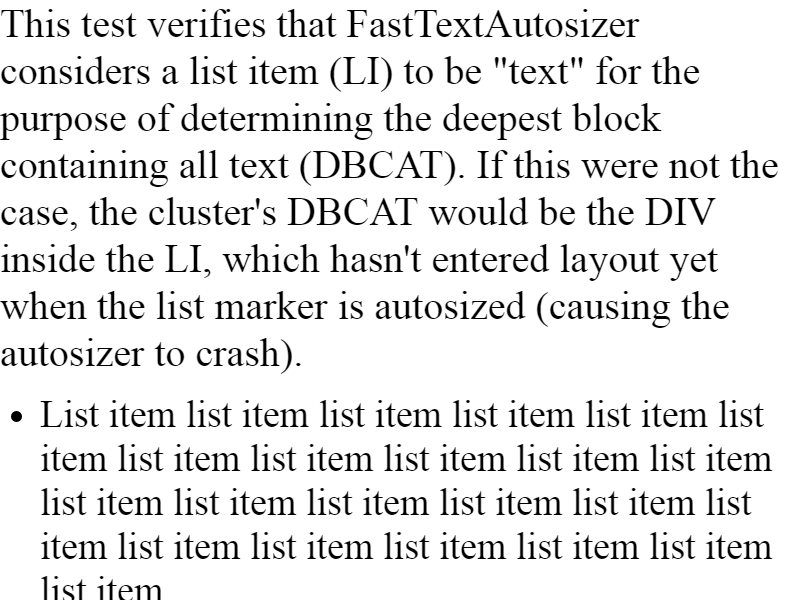 This test verifies that FastTextAutosizer
considers a list item (LI) to be "text" for the
purpose of determining the deepest block
containing all text (DBCAT). If this were not the
case, the cluster's DBCAT would be the DIV
inside the LI, which hasn't entered layout yet
when the list marker is autosized (causing the
autosizer to crash).
• List item list item list item list item list item list
item list item list item list item list item list item
list item list item list item list item list item list
item list item list item list item list item list item
list item